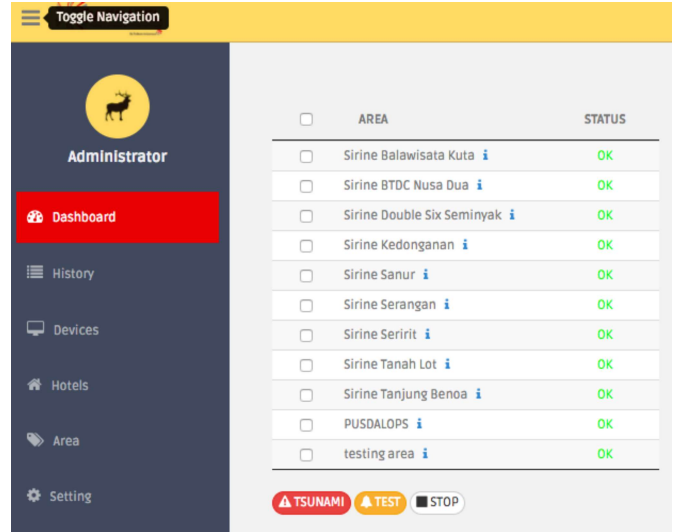 Toggle Navigation
Administrator
Dashboard
History
Devices
Hotels
Area
Setting
AREA STATUS
Sirine Balawisata Kuta i OK
Sirine BTDC Nusa Dua i OK
Sirine Double Six Seminyak i OK
Sirine Kedonganan i OK
Sirine Sanur i OK
Sirine Serangan i OK
Sirine Seririt i OK
Sirine Tanah Lot i OK
Sirine Tanjung Benoa i OK
PUSDALOPS i OK
testing area i OK
TSUNAMI TEST STOP